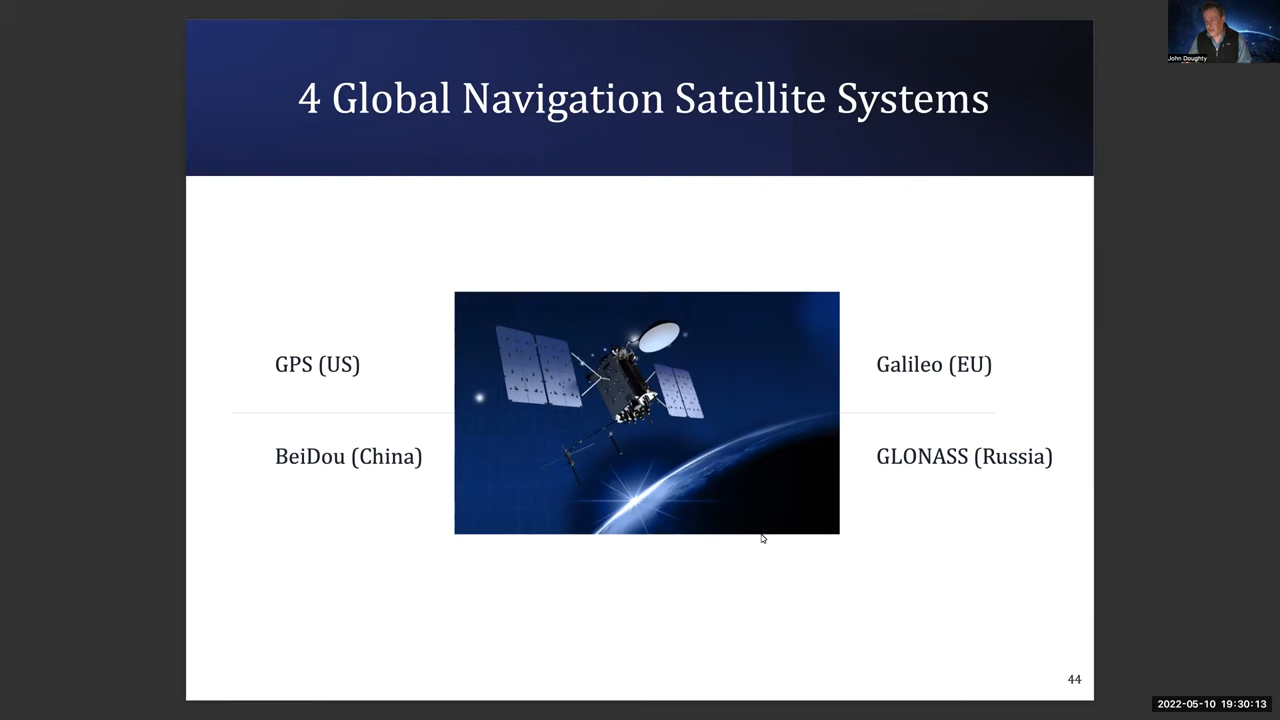 4 Global Navigation Satellite Systems
John Doughty
GPS (US)
Galileo (EU)
BeiDou (China)
GLONASS (Russia)
44
2022-05-10 19:30:13